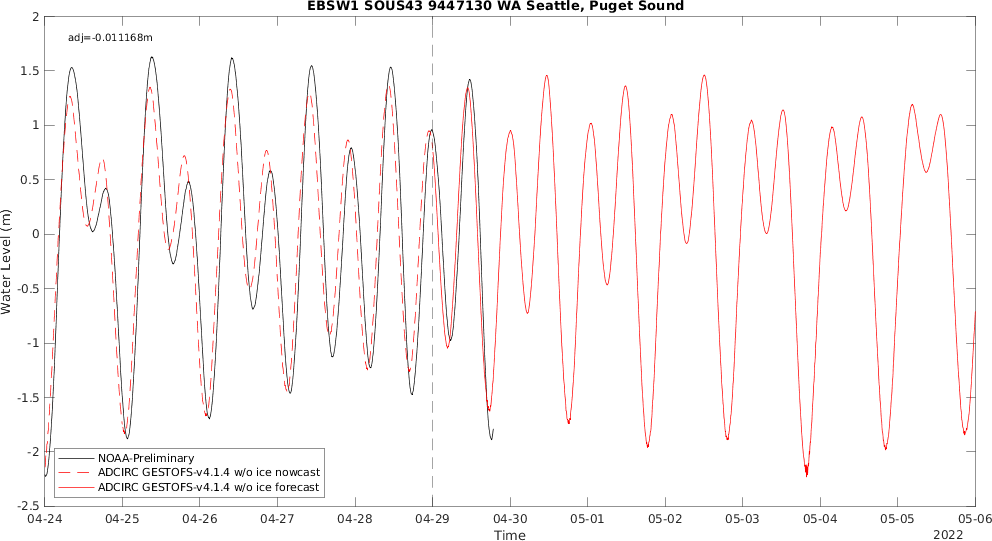 EBSW1 SOUS43 9447130 WA Seattle, Puget Sound
adj=-0.011168m
Water Level (m)
2
1.5
1
0.5
0
-0.5
-1
-1.5
-2
-2.5
NOAA-Preliminary
ADCIRC GESTOFS-v4.1.4 w/o ice nowcast
ADCIRC GESTOFS-v4.1.4 w/o ice forecast
04-24 04-25 04-26 04-27 04-28 04-29 04-30 05-01 05-02 05-03 05-04 05-05 05-06
Time
2022